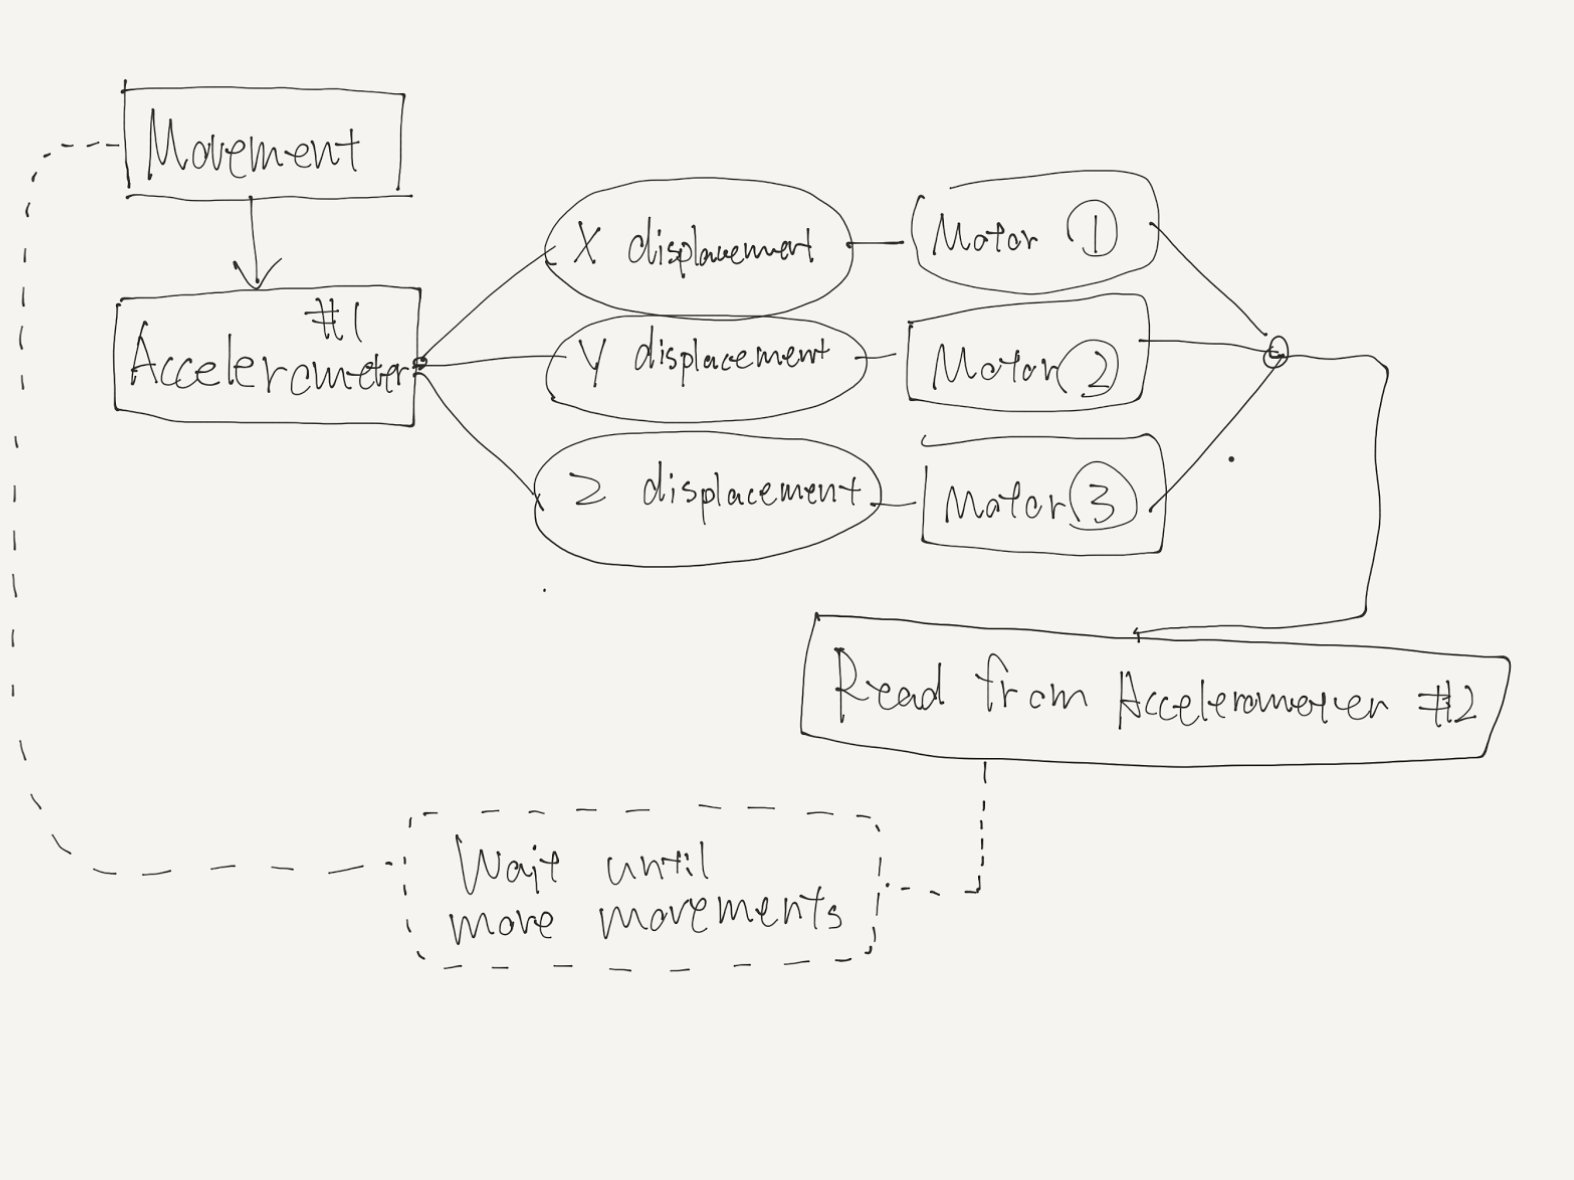 Movement
#1
Accelerometer
X displacement
Motor 1
Y displacement
Motor 2
Z displacement
Motor 3
Read from Accelerometer #2
Wait until
more movements